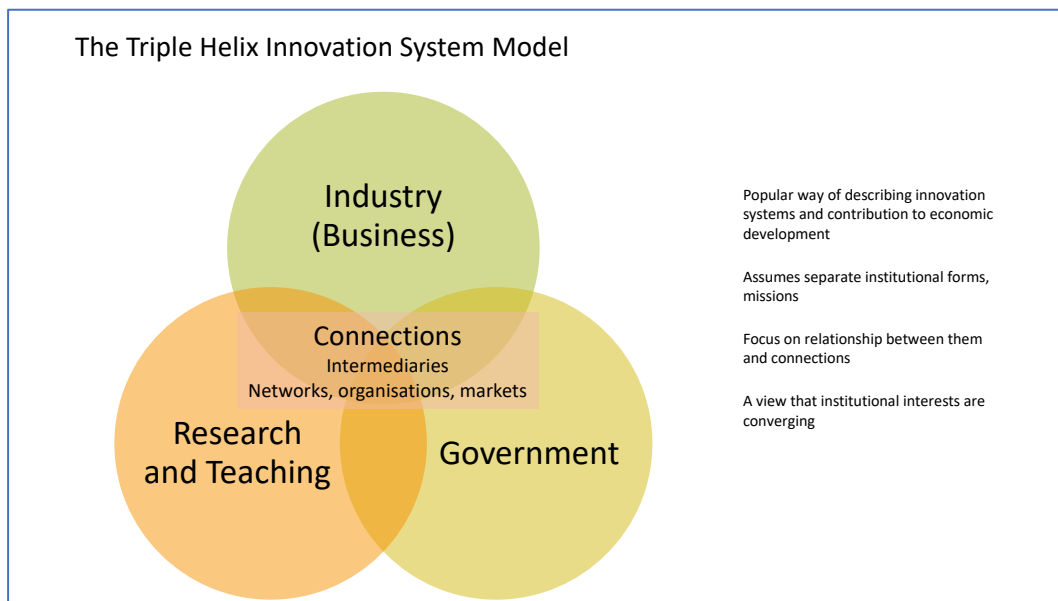 The Triple Helix Innovation System Model
Industry
(Business)
Connections
Intermediaries
Networks, organisations, markets
Research
and Teaching
Government
Popular way of describing innovation
systems and contribution to economic
development
Assumes separate institutional forms,
missions
Focus on relationship between them
and connections
A view that institutional interests are
converging